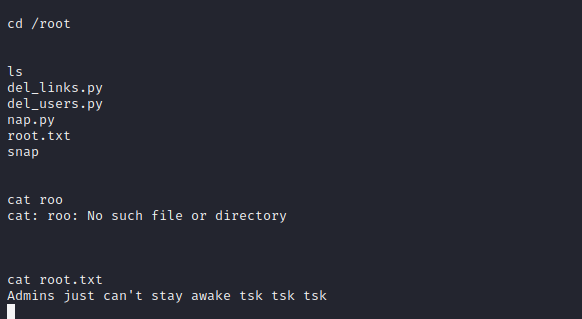 cd /root
ls
del_links.py
del_users.py
nap.py
root.txt
snap
cat roo
cat: roo: No such file or directory
cat root.txt
Admins just can't stay awake tsk tsk tsk